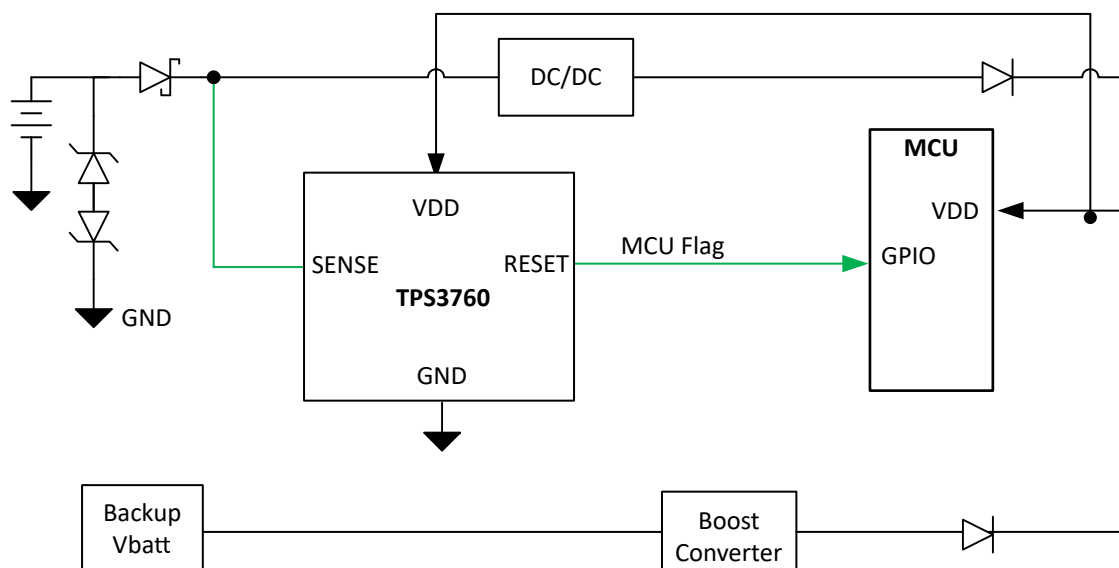 DC/DC
MCU
VDD
VDD
MCU Flag
SENSE
RESET
GPIO
TPS3760
GND
GND
Backup
Vbatt
Boost
Converter